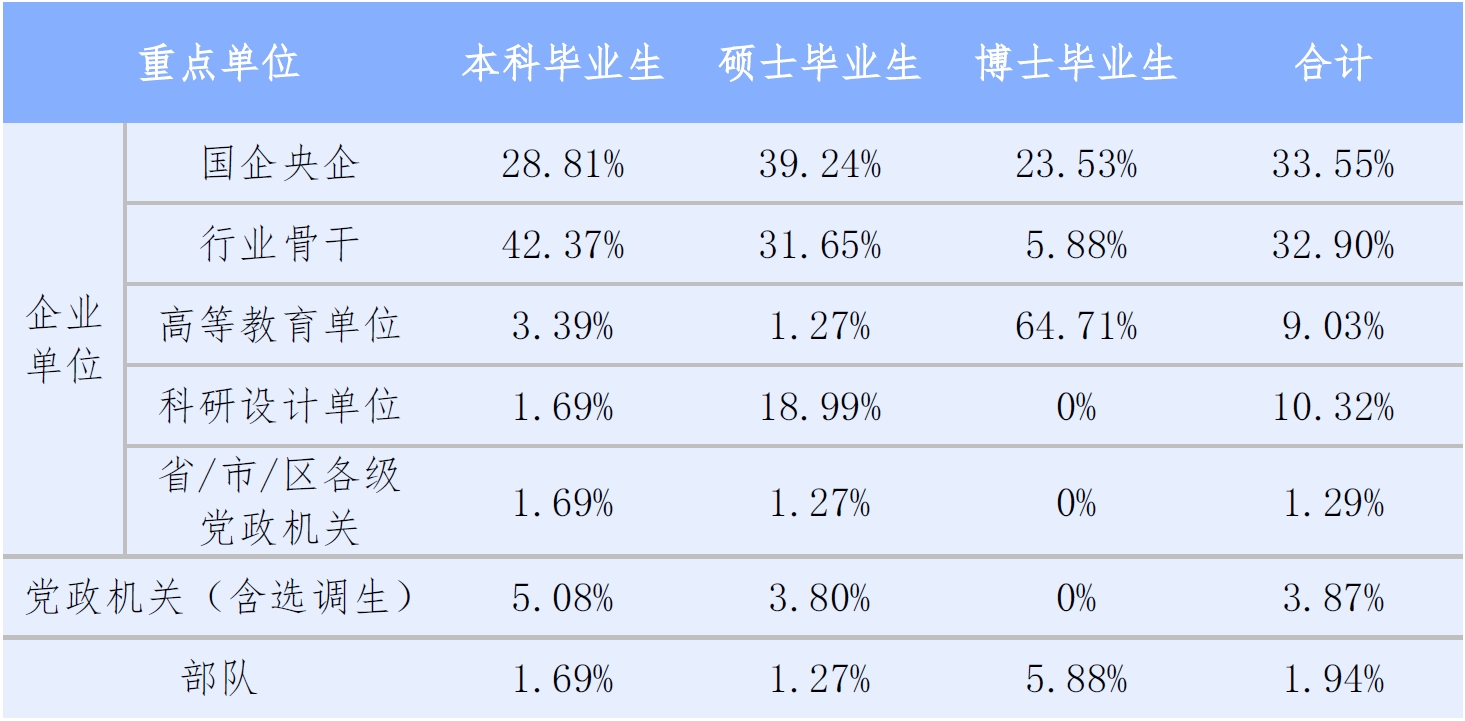 重点单位 本科毕业生 硕士毕业生 博士毕业生 合计
企业
单位
国企央企 28.81% 39.24% 23.53% 33.55%
行业骨干 42.37% 31.65% 5.88% 32.90%
高等教育单位 3.39% 1.27% 64.71% 9.03%
科研设计单位 1.69% 18.99% 0% 10.32%
省/市/区各级
党政机关 1.69% 1.27% 0% 1.29%
党政机关（含选调生） 5.08% 3.80% 0% 3.87%
部队 1.69% 1.27% 5.88% 1.94%